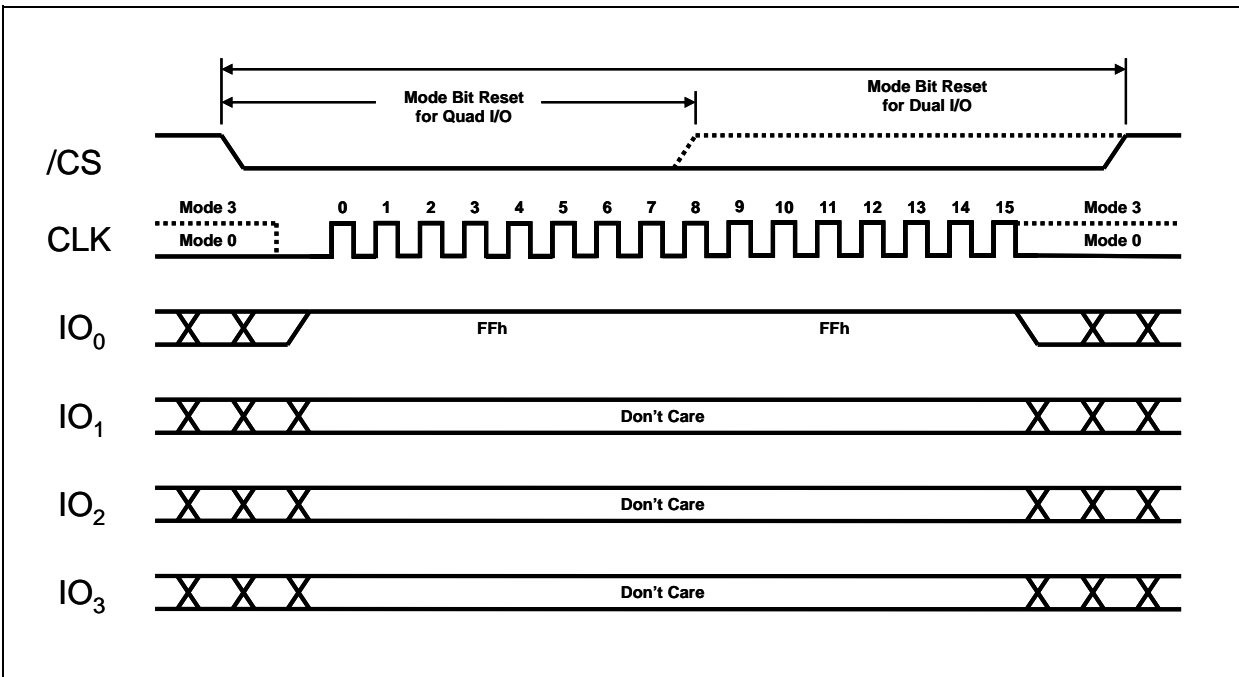 Mode Bit Reset
for Quad I/O
Mode Bit Reset
for Dual I/O
/CS
Mode 3
0 1 2 3 4 5 6 7 8 9 10 11 12 13 14 15
Mode 3
CLK
Mode 0
Mode 0
IO0
FFh
FFh
IO1
Don't Care
IO2
Don't Care
IO3
Don't Care